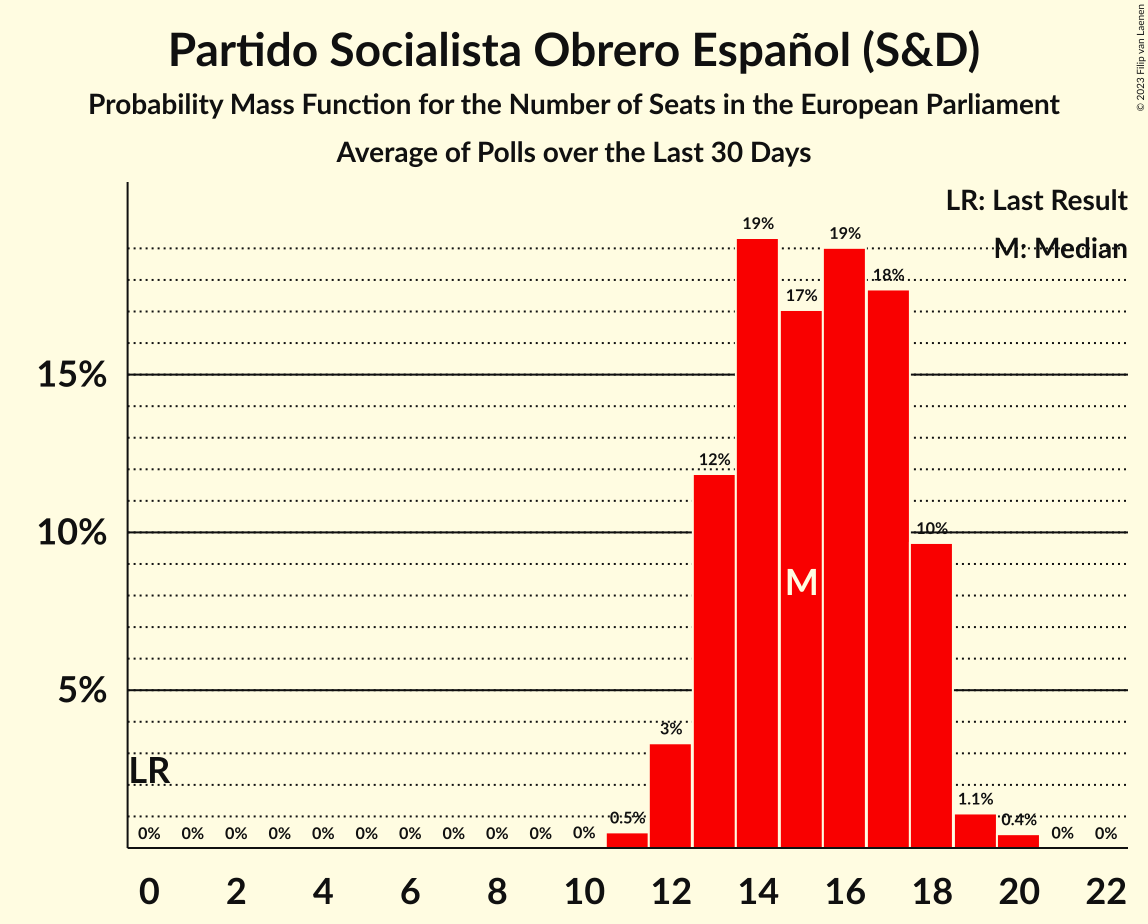 Partido Socialista Obrero Español (S&D)
Probability Mass Function for the Number of Seats in the European Parliament
Average of Polls over the Last 30 Days
© 2023 Filip van Laenen
LR: Last Result
M: Median
15%
10%
5%
LR
M
0% 0% 0% 0% 0% 0% 0% 0% 0% 0% 0% 0.5% 3% 12% 19% 17% 19% 18% 10% 1.1% 0.4% 0% 0%
0 2 4 6 8 10 12 14 16 18 20 22